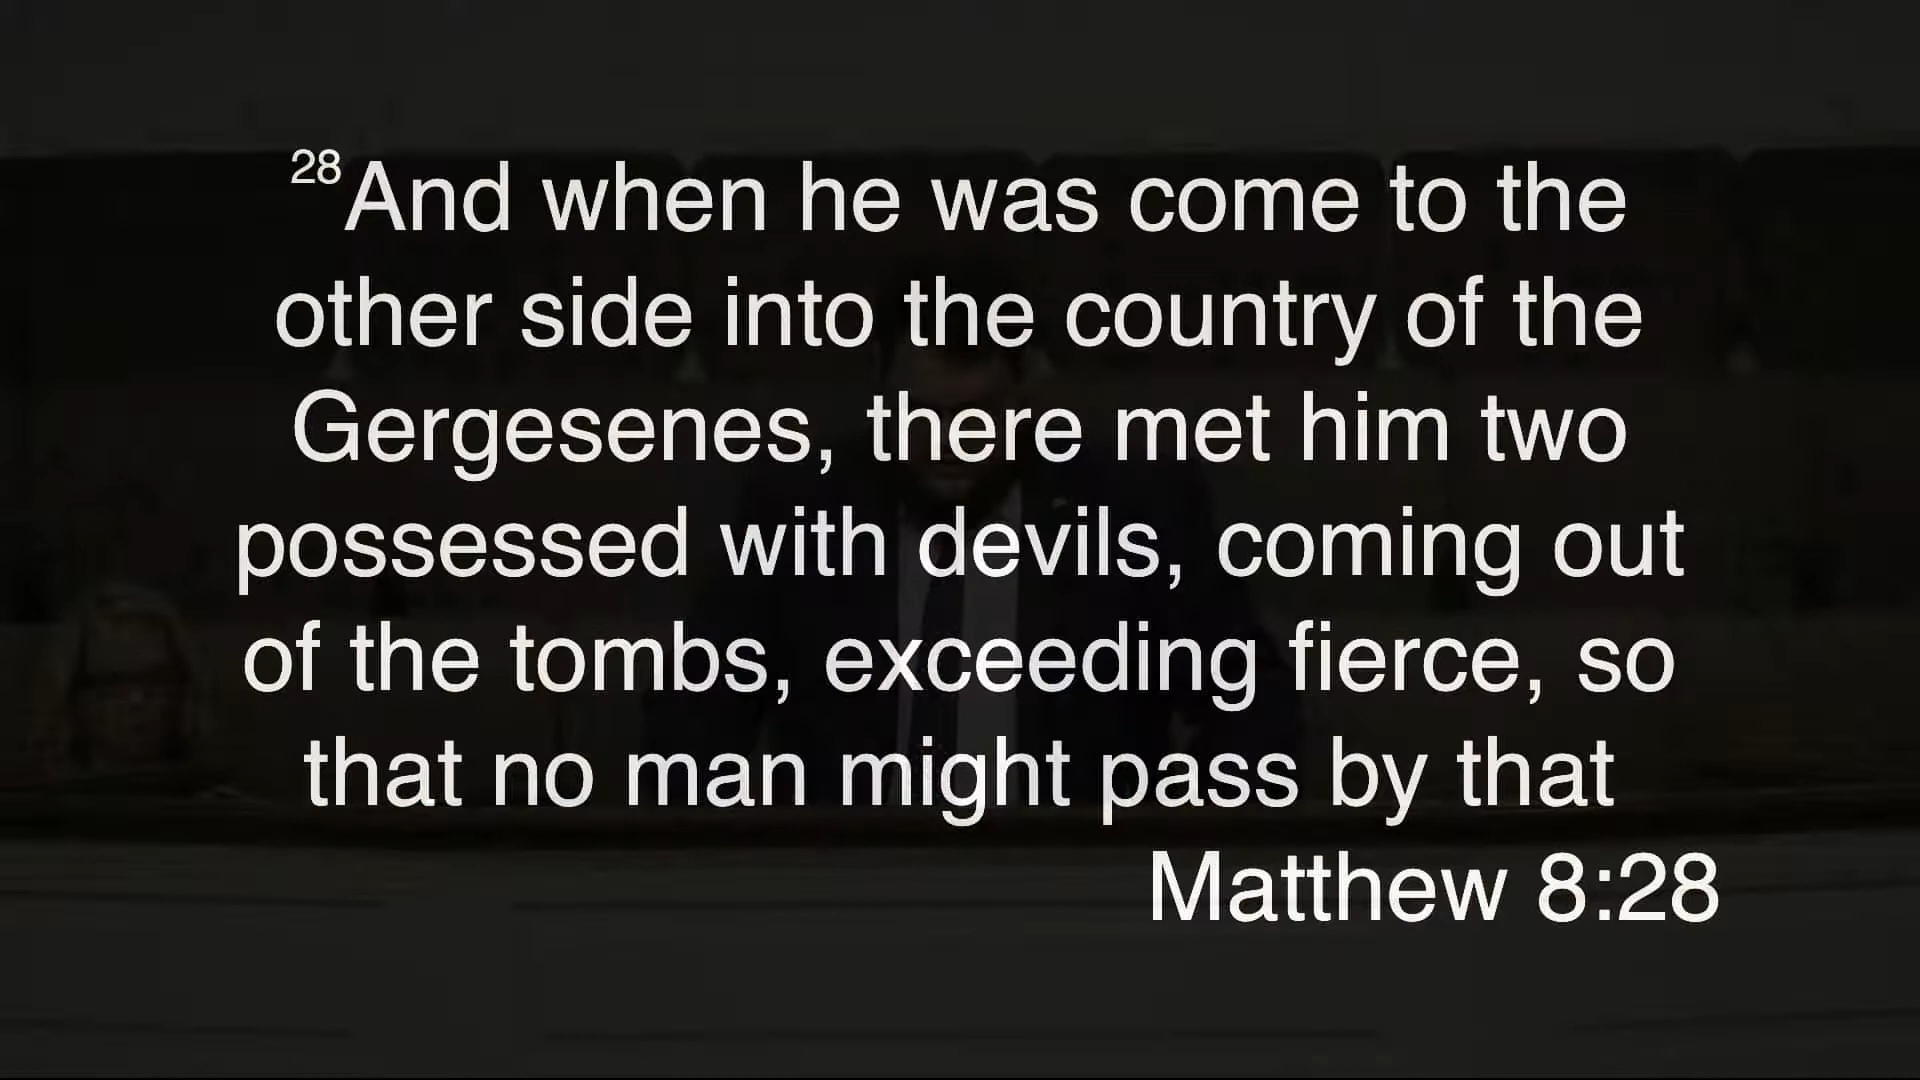 28And when he was come to the
other side into the country of the
Gergesenes, there met him two
possessed with devils, coming out
of the tombs, exceeding fierce, so
that no man might pass by that
Matthew 8:28